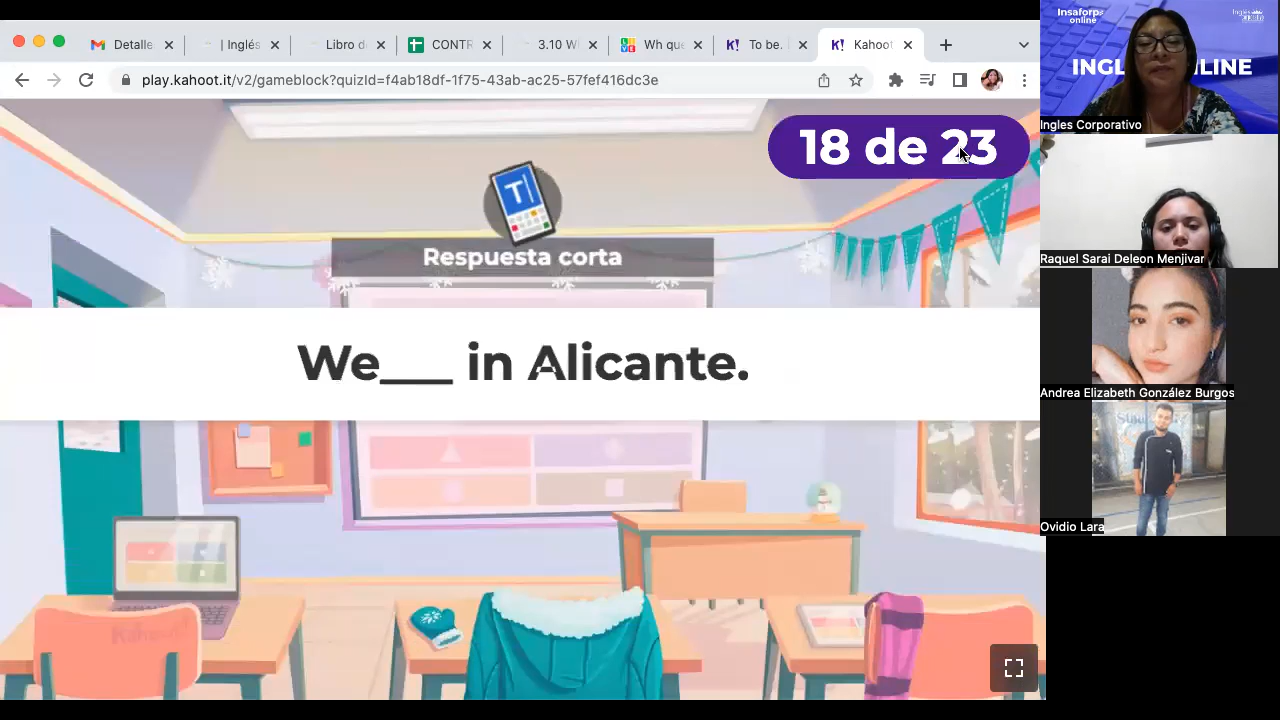 Detalle
| Inglés
Libro d
CONTR
3.10 W
Wh que
To be.
Kahoot
play.kahoot.it/v2/gameblock?quizId=f4ab18df-1f75-43ab-ac25-57fef416dc3e
18 de 23
Respuesta corta
We___ in Alicante.
Insaforp
online
INGL
LINE
Ingles Corporativo
Raquel Sarai Deleon Menjivar
Andrea Elizabeth González Burgos
Ovidio Lara